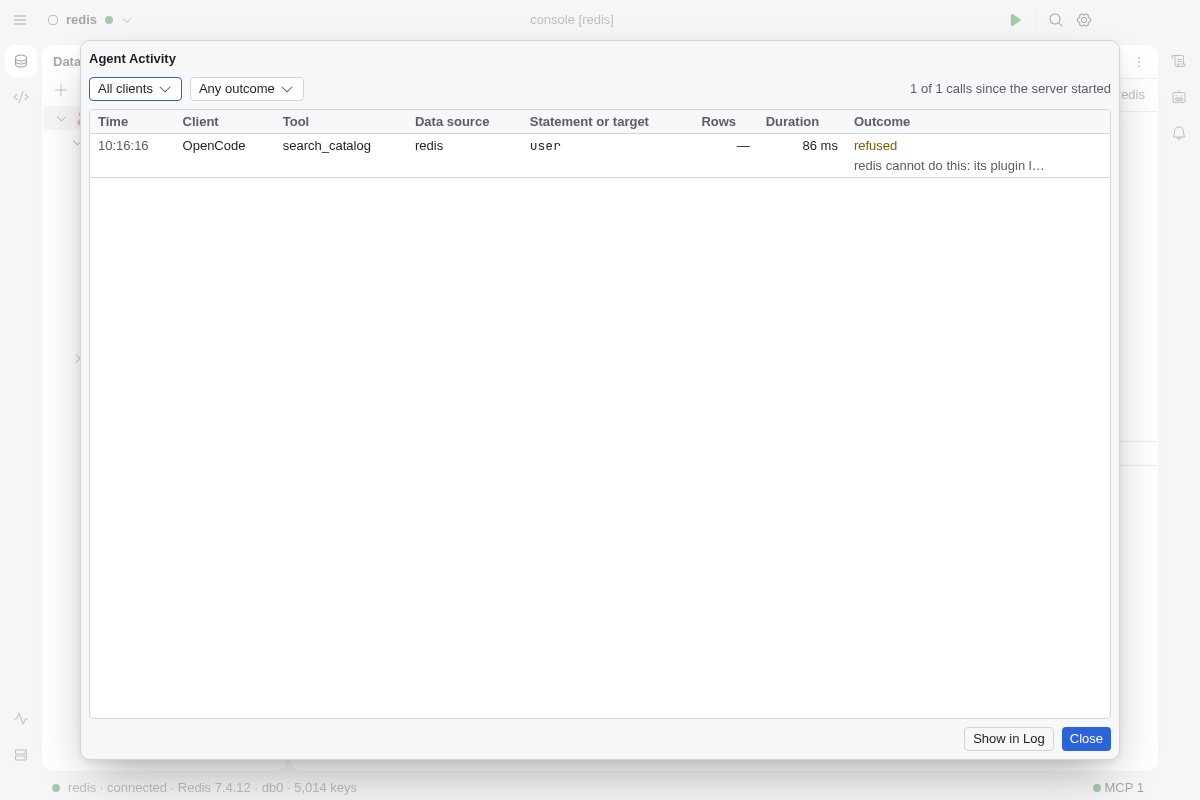 redis
console [redis]
Data
redis
Agent Activity
All clients
Any outcome
1 of 1 calls since the server started
Time Client Tool Data source Statement or target Rows Duration Outcome
10:16:16 OpenCode search_catalog redis user — 86 ms refused
redis cannot do this: its plugin l…
Show in Log
Close
redis · connected · Redis 7.4.12 · db0 · 5,014 keys
MCP 1